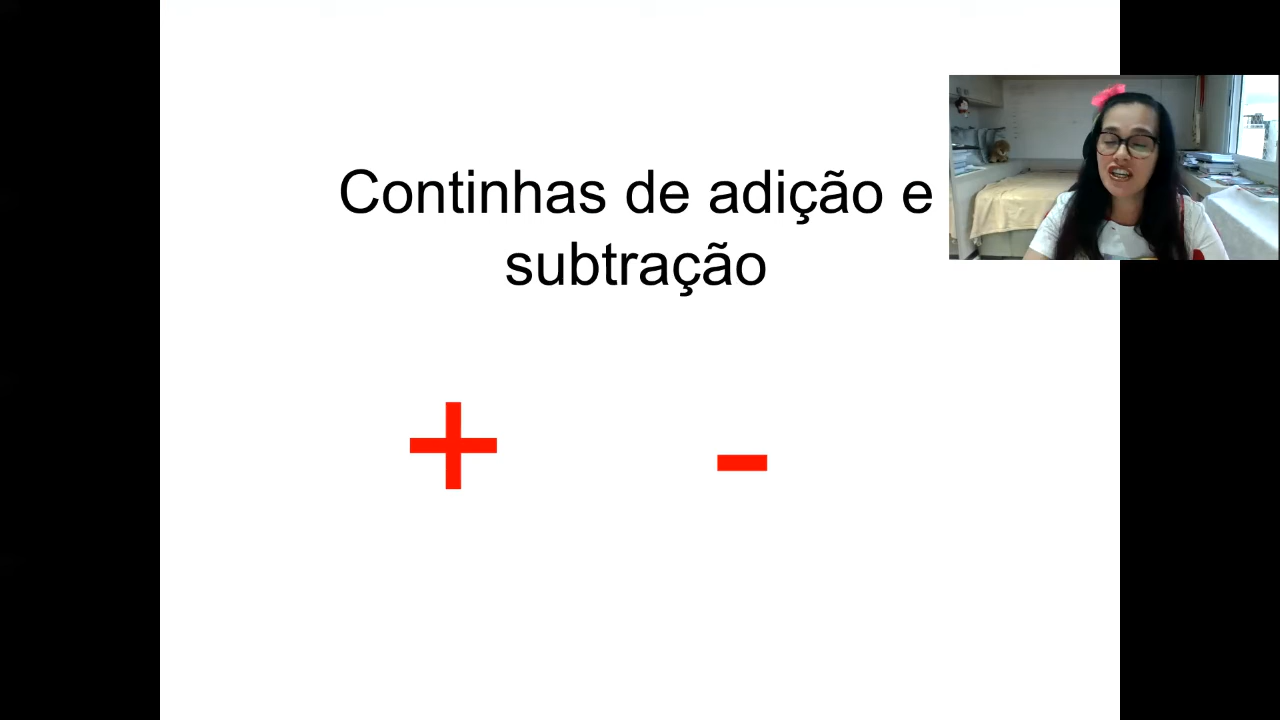 Continhas de adição e
subtração
+ -